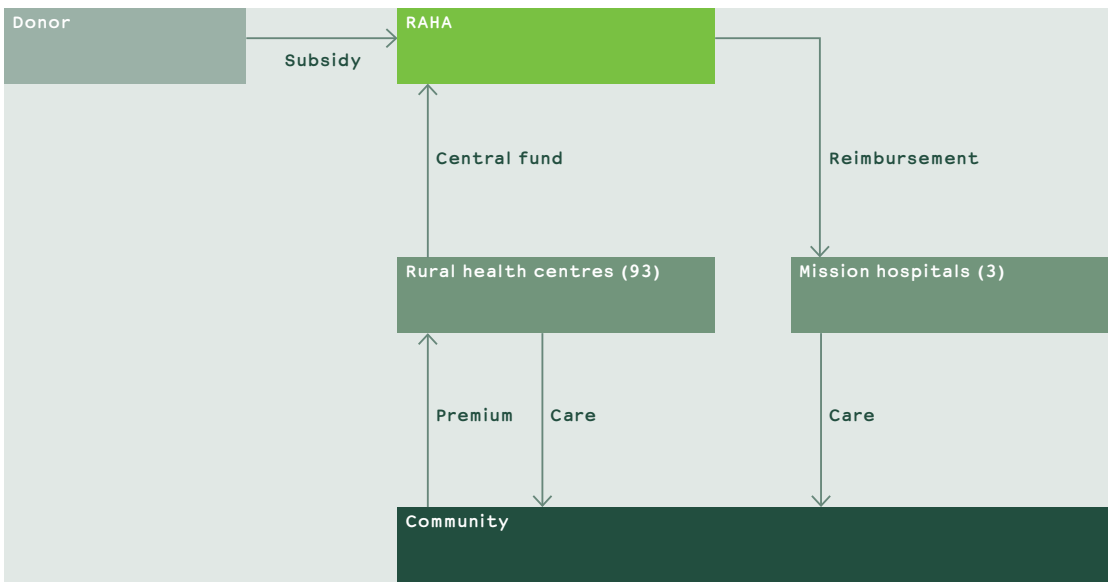 Donor
RAHA
Subsidy
Central fund
Reimbursement
Rural health centres (93)
Mission hospitals (3)
Premium
Care
Care
Community